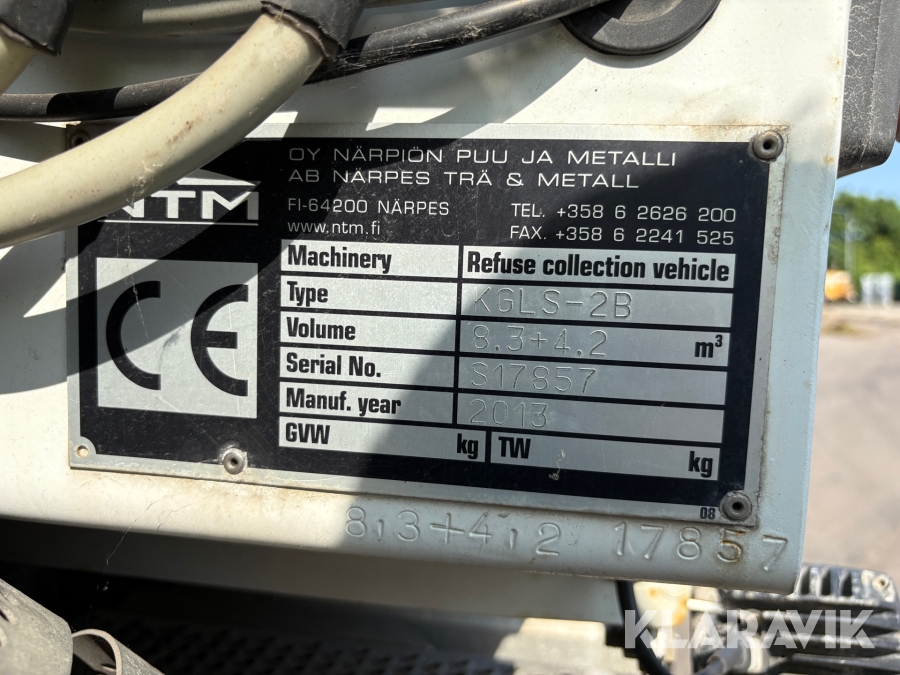 OY NÄRPIÖN PUU JA METALLI
AB NÄRPES TRÄ & METALL
NTM
FI-64200 NÄRPES TEL. +358 6 2626 200
www.ntm.fi FAX. +358 6 2241 525
CE
Machinery Refuse collection vehicle
Type KGLS-2B
Volume 8.3+4.2 m³
Serial No. S17857
Manuf. year 2013
GVW kg TW kg
08
8,3+4,2 17857
KLARAVIK